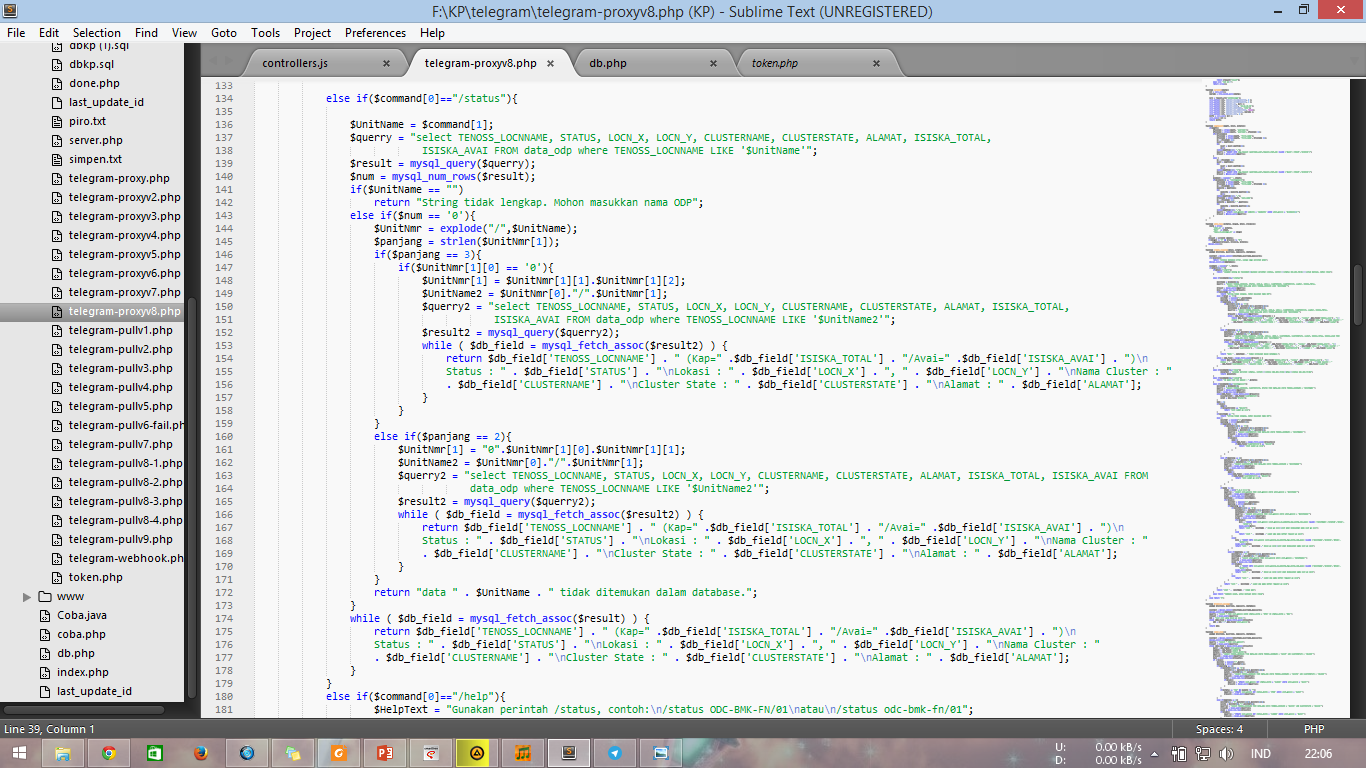 F:\KP\telegram\telegram-proxyv8.php (KP) - Sublime Text (UNREGISTERED)
File Edit Selection Find View Goto Tools Project Preferences Help
dbkp (1).sql
dbkp.sql
done.php
last_update_id
piro.txt
server.php
simpen.txt
telegram-proxy.php
telegram-proxyv2.php
telegram-proxyv3.php
telegram-proxyv4.php
telegram-proxyv5.php
telegram-proxyv6.php
telegram-proxyv7.php
telegram-proxyv8.php
telegram-pullv1.php
telegram-pullv2.php
telegram-pullv3.php
telegram-pullv4.php
telegram-pullv5.php
telegram-pullv6-fail.ph
telegram-pullv7.php
telegram-pullv8-1.php
telegram-pullv8-2.php
telegram-pullv8-3.php
telegram-pullv8-4.php
telegram-pullv9.php
telegram-webhook.ph
token.php
www
Coba.java
coba.php
db.php
index.php
last_update_id
controllers.js telegram-proxyv8.php db.php token.php
133
134 else if($command[0]=="/status"){
135
136 $UnitName = $command[1];
137 $querry = "select TENOSS_LOCNNAME, STATUS, LOCN_X, LOCN_Y, CLUSTERNAME, CLUSTERSTATE, ALAMAT, ISISKA_TOTAL,
138 ISISKA_AVAI FROM data_odp where TENOSS_LOCNNAME LIKE '$UnitName'";
139 $result = mysql_query($querry);
140 $num = mysql_num_rows($result);
141 if($UnitName == "")
142 return "String tidak lengkap. Mohon masukkan nama ODP";
143 else if($num == '0'){
144 $UnitNmr = explode("/",$UnitName);
145 $panjang = strlen($UnitNmr[1]);
146 if($panjang == 3){
147 if($UnitNmr[1][0] == '0'){
148 $UnitNmr[1] = $UnitNmr[1][1].$UnitNmr[1][2];
149 $UnitName2 = $UnitNmr[0]."/".$UnitNmr[1];
150 $querry2 = "select TENOSS_LOCNNAME, STATUS, LOCN_X, LOCN_Y, CLUSTERNAME, CLUSTERSTATE, ALAMAT, ISISKA_TOTAL,
151 ISISKA_AVAI FROM data_odp where TENOSS_LOCNNAME LIKE '$UnitName2'";
152 $result2 = mysql_query($querry2);
153 while ( $db_field = mysql_fetch_assoc($result2) ) {
154 return $db_field['TENOSS_LOCNNAME'] . " (Kap=" .$db_field['ISISKA_TOTAL'] . "/Avai=" .$db_field['ISISKA_AVAI'] . ")\n
155 Status : " . $db_field['STATUS'] . "\nLokasi : " . $db_field['LOCN_X'] . ", " . $db_field['LOCN_Y'] . "\nNama Cluster : "
156 . $db_field['CLUSTERNAME'] . "\nCluster State : " . $db_field['CLUSTERSTATE'] . "\nAlamat : " . $db_field['ALAMAT'];
157 }
158 }
159 }
160 else if($panjang == 2){
161 $UnitNmr[1] = "0".$UnitNmr[1][0].$UnitNmr[1][1];
162 $UnitName2 = $UnitNmr[0]."/".$UnitNmr[1];
163 $querry2 = "select TENOSS_LOCNNAME, STATUS, LOCN_X, LOCN_Y, CLUSTERNAME, CLUSTERSTATE, ALAMAT, ISISKA_TOTAL, ISISKA_AVAI FROM
164 data_odp where TENOSS_LOCNNAME LIKE '$UnitName2'";
165 $result2 = mysql_query($querry2);
166 while ( $db_field = mysql_fetch_assoc($result2) ) {
167 return $db_field['TENOSS_LOCNNAME'] . " (Kap=" .$db_field['ISISKA_TOTAL'] . "/Avai=" .$db_field['ISISKA_AVAI'] . ")\n
168 Status : " . $db_field['STATUS'] . "\nLokasi : " . $db_field['LOCN_X'] . ", " . $db_field['LOCN_Y'] . "\nNama Cluster : "
169 . $db_field['CLUSTERNAME'] . "\nCluster State : " . $db_field['CLUSTERSTATE'] . "\nAlamat : " . $db_field['ALAMAT'];
170 }
171 }
172 return "data " . $UnitName . " tidak ditemukan dalam database.";
173 }
174 while ( $db_field = mysql_fetch_assoc($result) ) {
175 return $db_field['TENOSS_LOCNNAME'] . " (Kap=" .$db_field['ISISKA_TOTAL'] . "/Avai=" .$db_field['ISISKA_AVAI'] . ")\n
176 Status : " . $db_field['STATUS'] . "\nLokasi : " . $db_field['LOCN_X'] . ", " . $db_field['LOCN_Y'] . "\nNama Cluster : "
177 . $db_field['CLUSTERNAME'] . "\nCluster State : " . $db_field['CLUSTERSTATE'] . "\nAlamat : " . $db_field['ALAMAT'];
178 }
179 }
180 else if($command[0]=="/help"){
181 $HelpText = "Gunakan perintah /status, contoh:\n/status ODC-BMK-FN/01\natau\n/status odc-bmk-fn/01";
Line 39, Column 1 Spaces: 4 PHP
U: 0.00 kB/s
D: 0.00 kB/s
IND 22:06